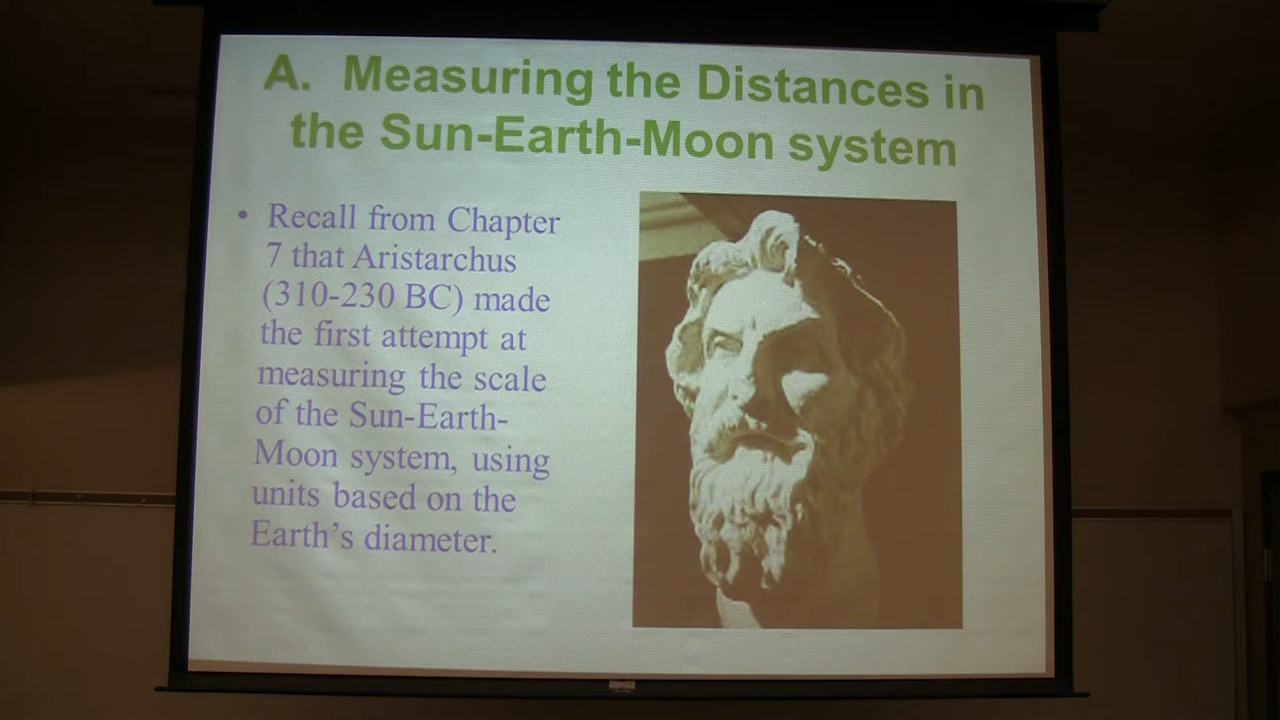 A. Measuring the Distances in
the Sun-Earth-Moon system
• Recall from Chapter
7 that Aristarchus
(310-230 BC) made
the first attempt at
measuring the scale
of the Sun-Earth-
Moon system, using
units based on the
Earth's diameter.